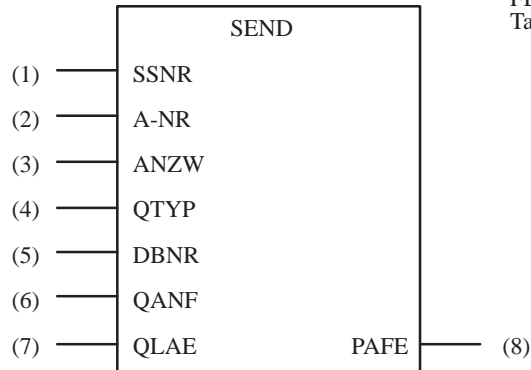 SEND
(1) SSNR
(2) A-NR
(3) ANZW
(4) QTYP
(5) DBNR
(6) QANF
(7) QLAE PAFE (8)